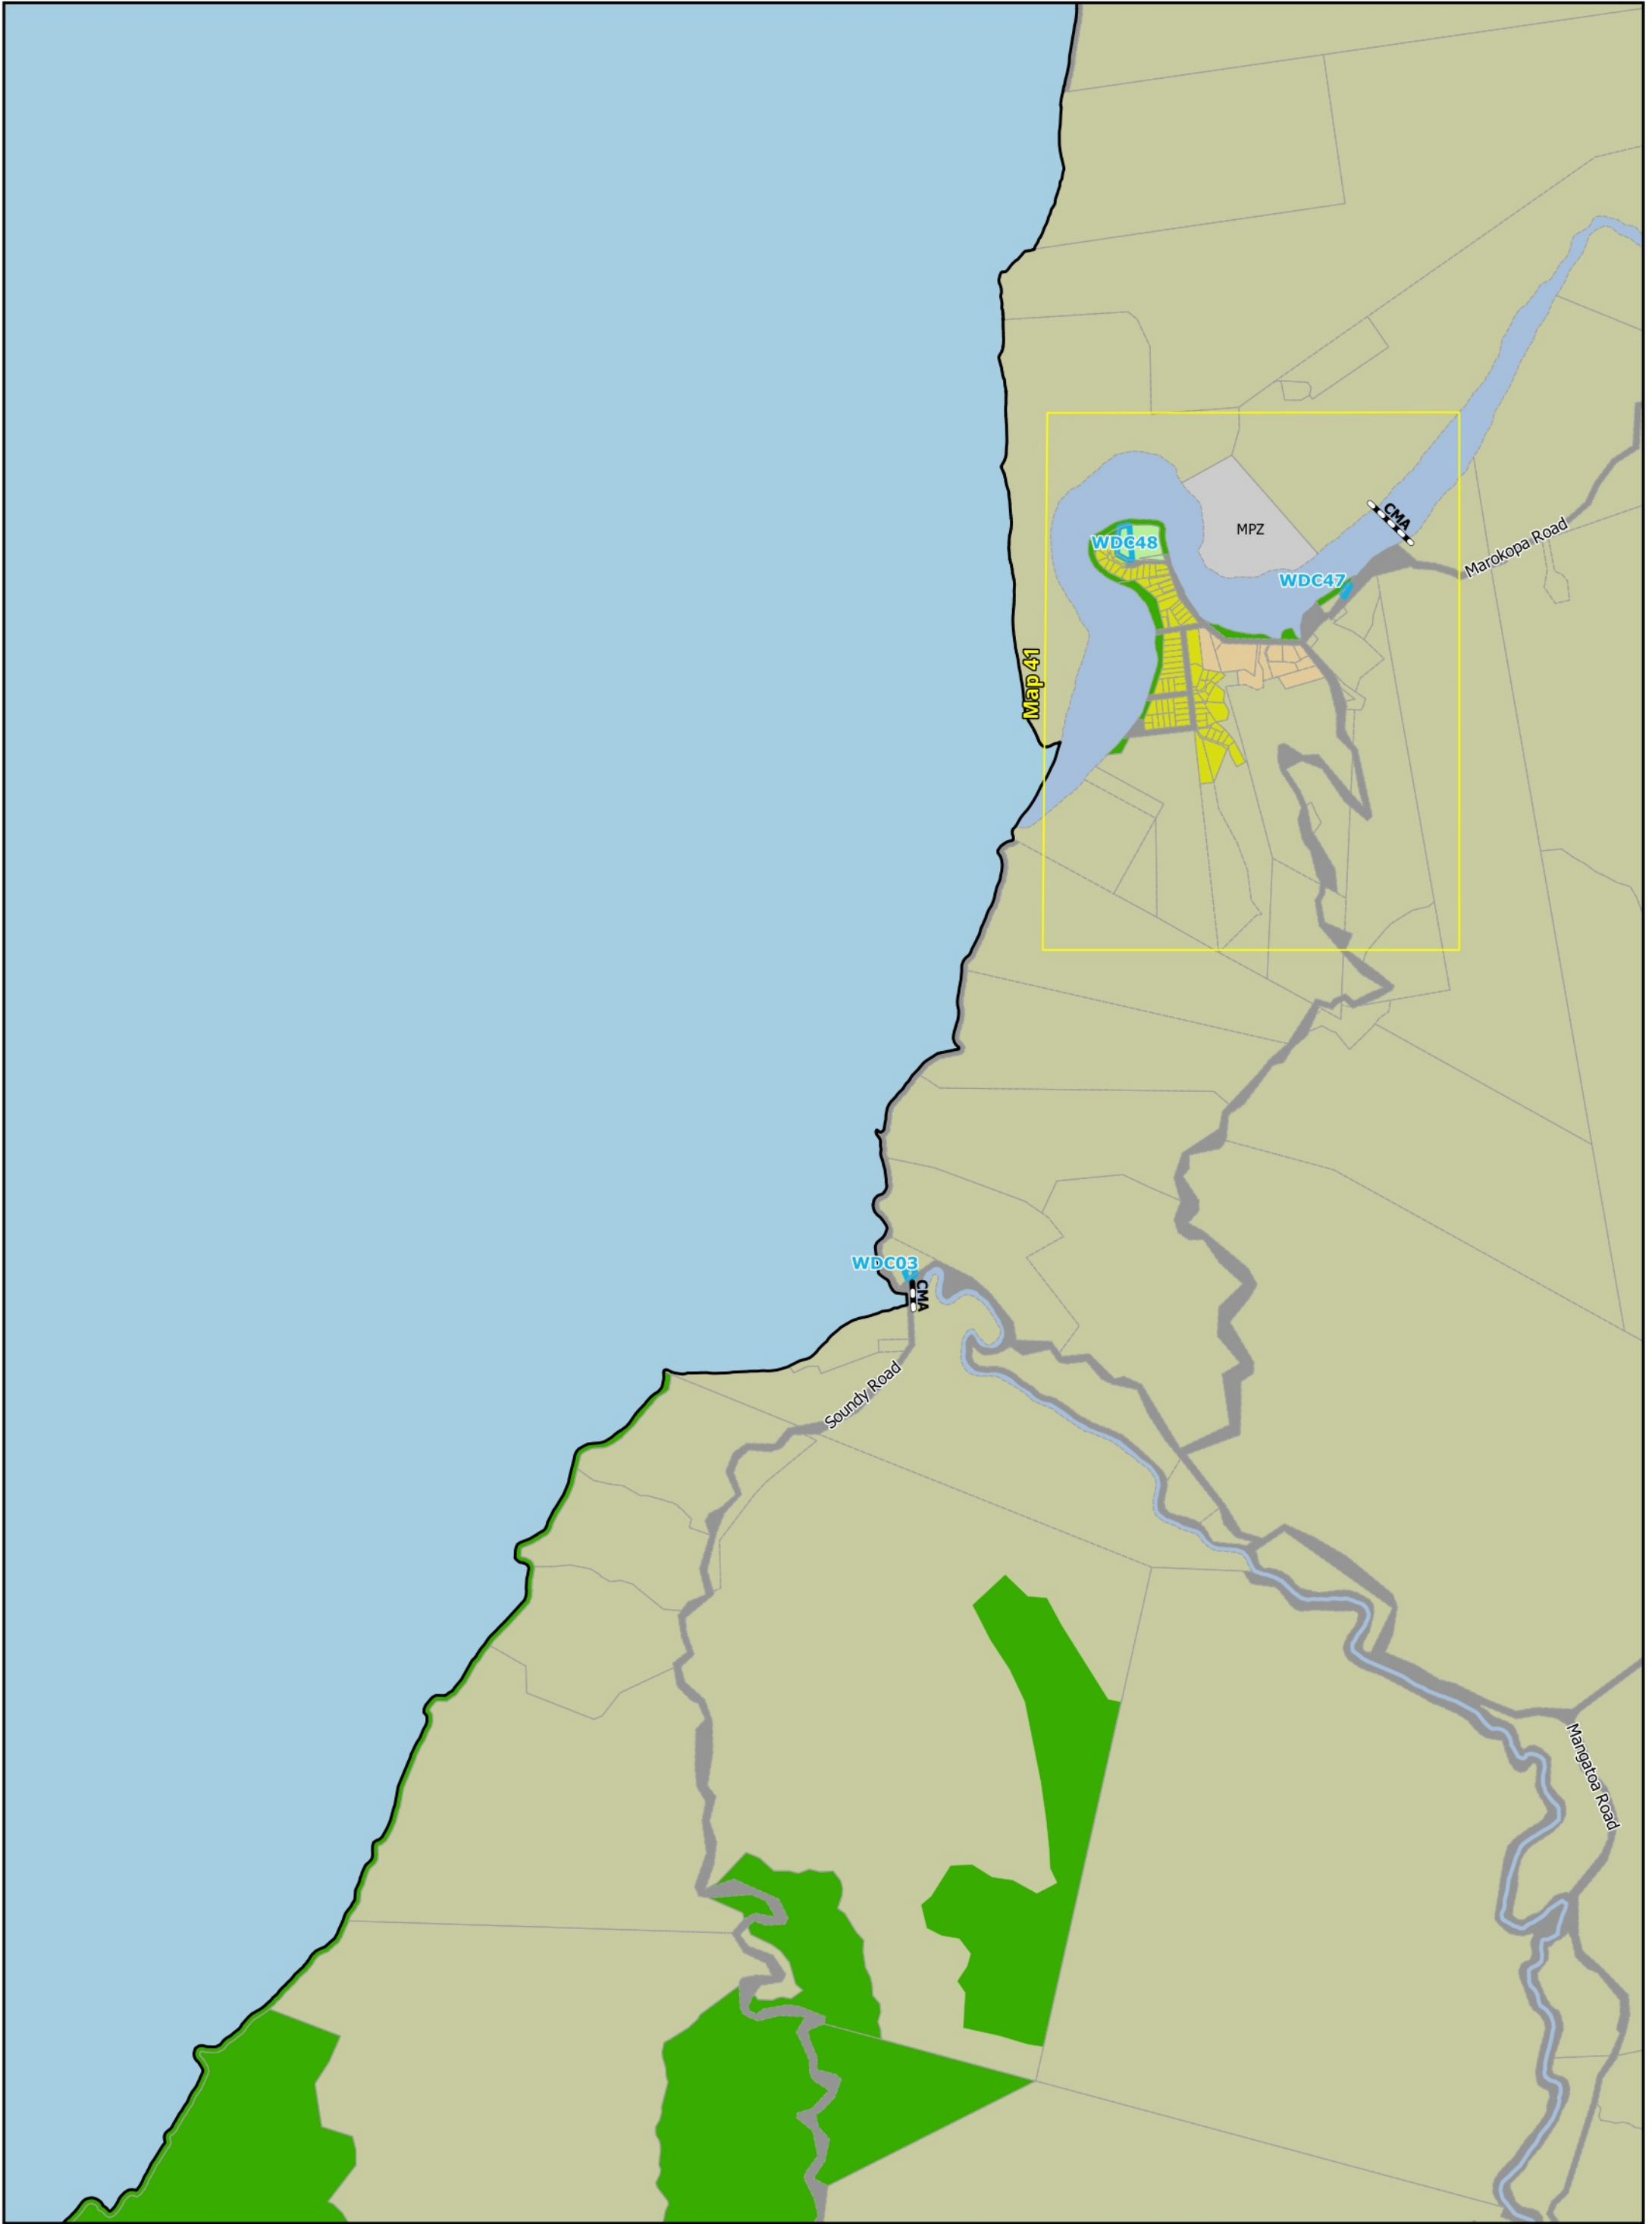 MPZ
CMA
Marokopa Road
WDC48
WDC47
Map 41
WDC03
CMA
Soundy Road
Mangatoa Road